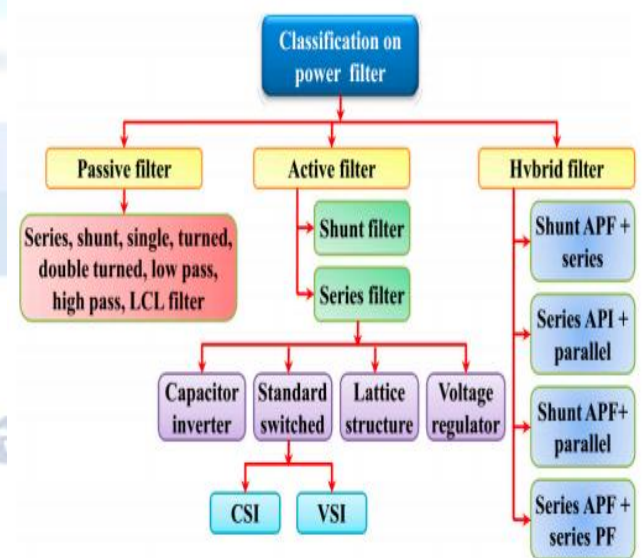 Classification on
power filter
Passive filter
Active filter
Hvbrid filter
Series, shunt, single, turned,
double turned, low pass,
high pass, LCL filter
Shunt filter
Series filter
Shunt APF +
series
Series API +
parallel
Shunt APF+
parallel
Series APF +
series PF
Capacitor
inverter
Standard
switched
Lattice
structure
Voltage
regulator
CSI
VSI